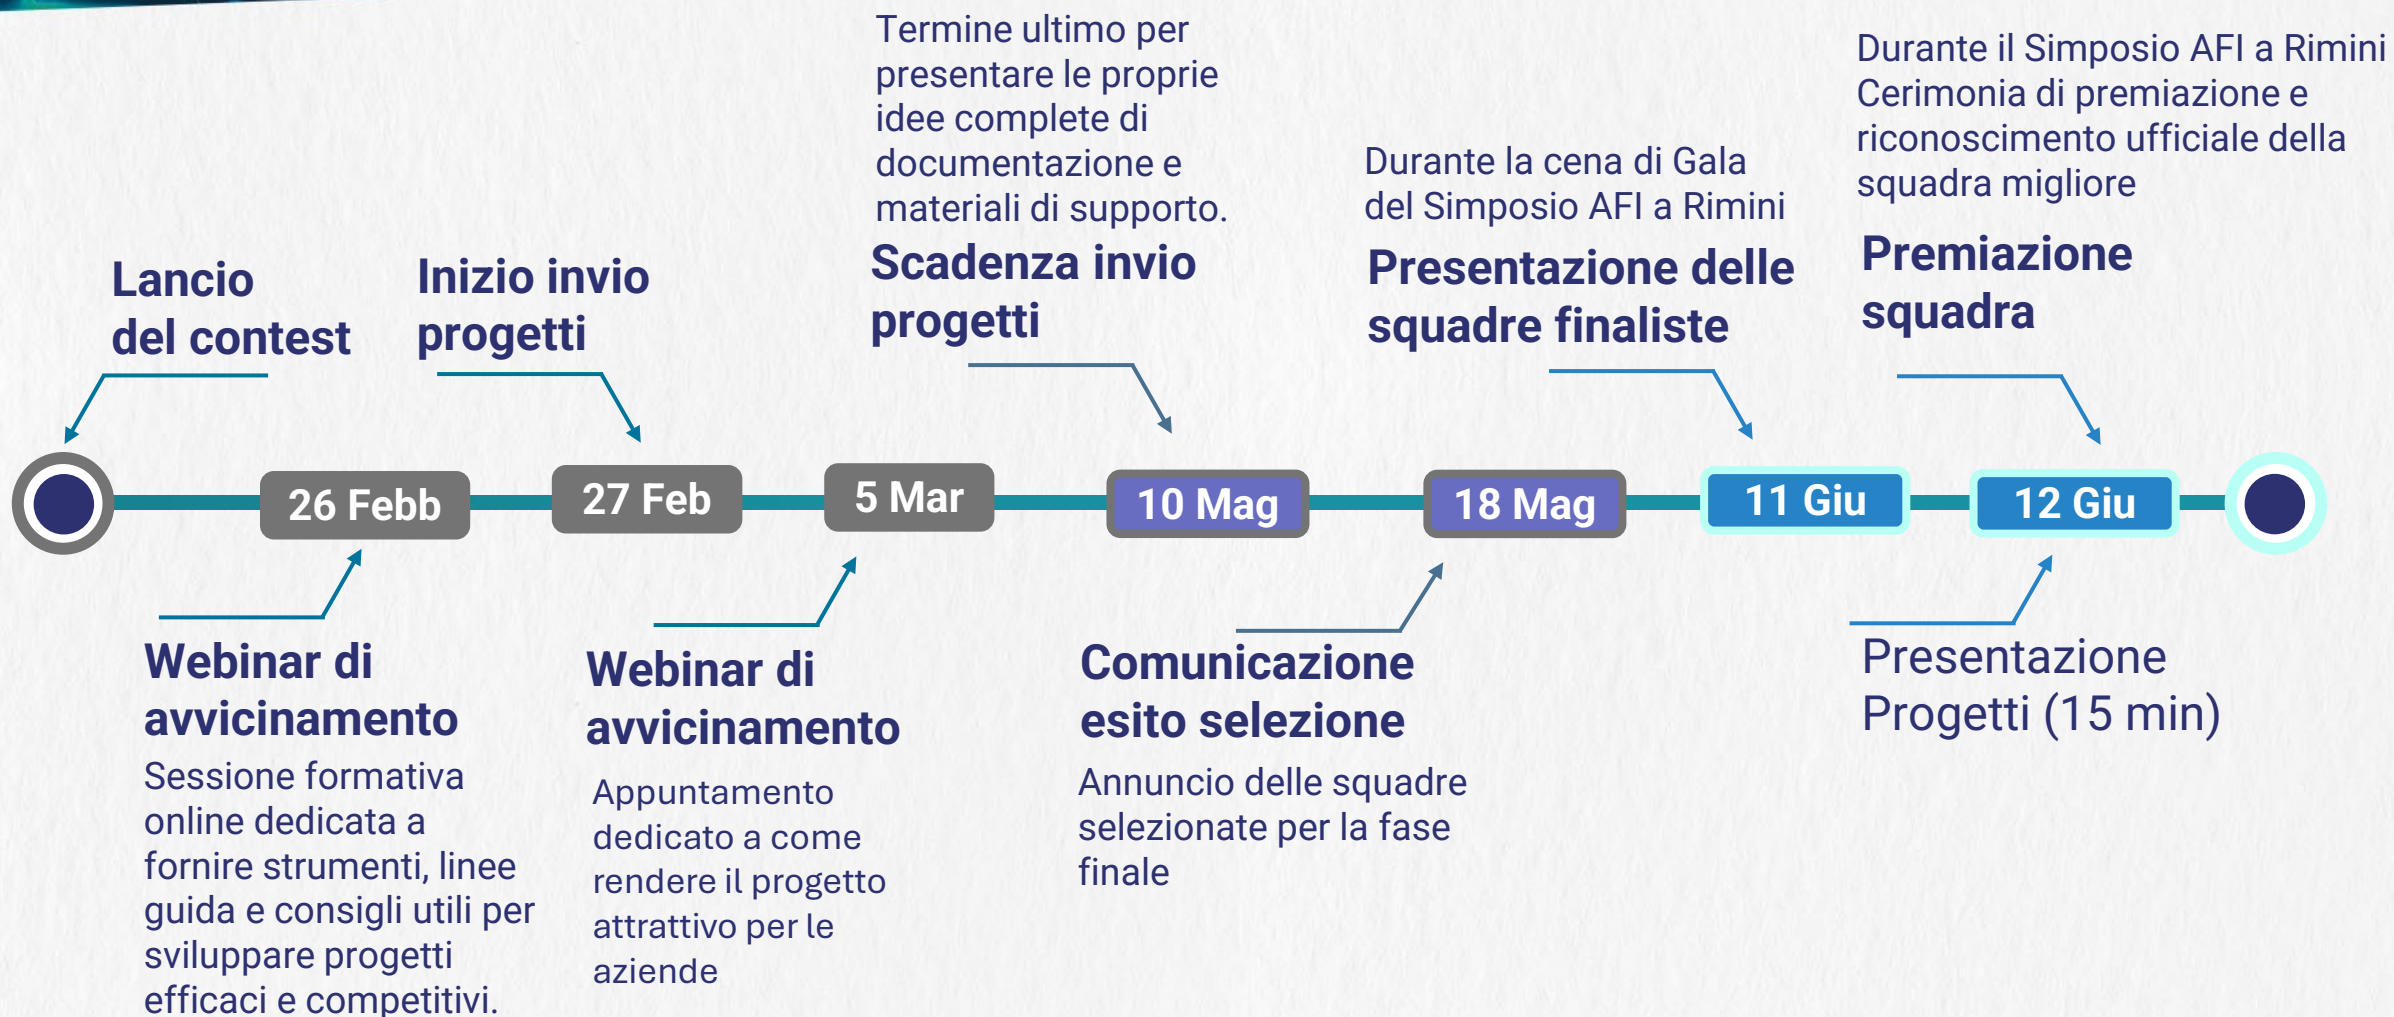 Lancio
del contest
Inizio invio
progetti
Termine ultimo per
presentare le proprie
idee complete di
documentazione e
materiali di supporto.
Scadenza invio
progetti
Durante la cena di Gala
del Simposio AFI a Rimini
Presentazione delle
squadre finaliste
Durante il Simposio AFI a Rimini
Cerimonia di premiazione e
riconoscimento ufficiale della
squadra migliore
Premiazione
squadra
26 Febb
27 Feb
5 Mar
10 Mag
18 Mag
11 Giu
12 Giu
Webinar di
avvicinamento
Sessione formativa
online dedicata a
fornire strumenti, linee
guida e consigli utili per
sviluppare progetti
efficaci e competitivi.
Webinar di
avvicinamento
Appuntamento
dedicato a come
rendere il progetto
attrattivo per le
aziende
Comunicazione
esito selezione
Annuncio delle squadre
selezionate per la fase
finale
Presentazione
Progetti (15 min)